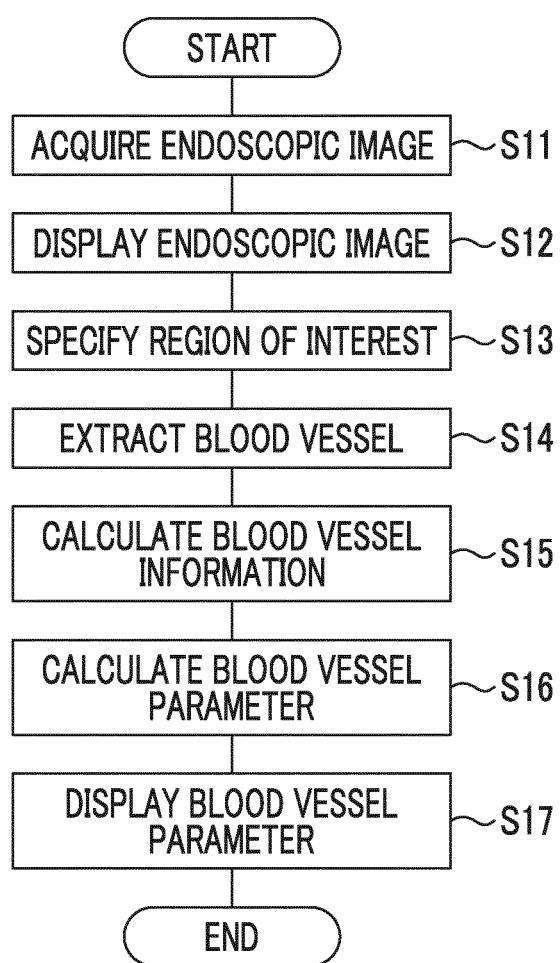 START
ACQUIRE ENDOSCOPIC IMAGE
S11
DISPLAY ENDOSCOPIC IMAGE
S12
SPECIFY REGION OF INTEREST
S13
EXTRACT BLOOD VESSEL
S14
CALCULATE BLOOD VESSEL
INFORMATION
S15
CALCULATE BLOOD VESSEL
PARAMETER
S16
DISPLAY BLOOD VESSEL
PARAMETER
S17
END